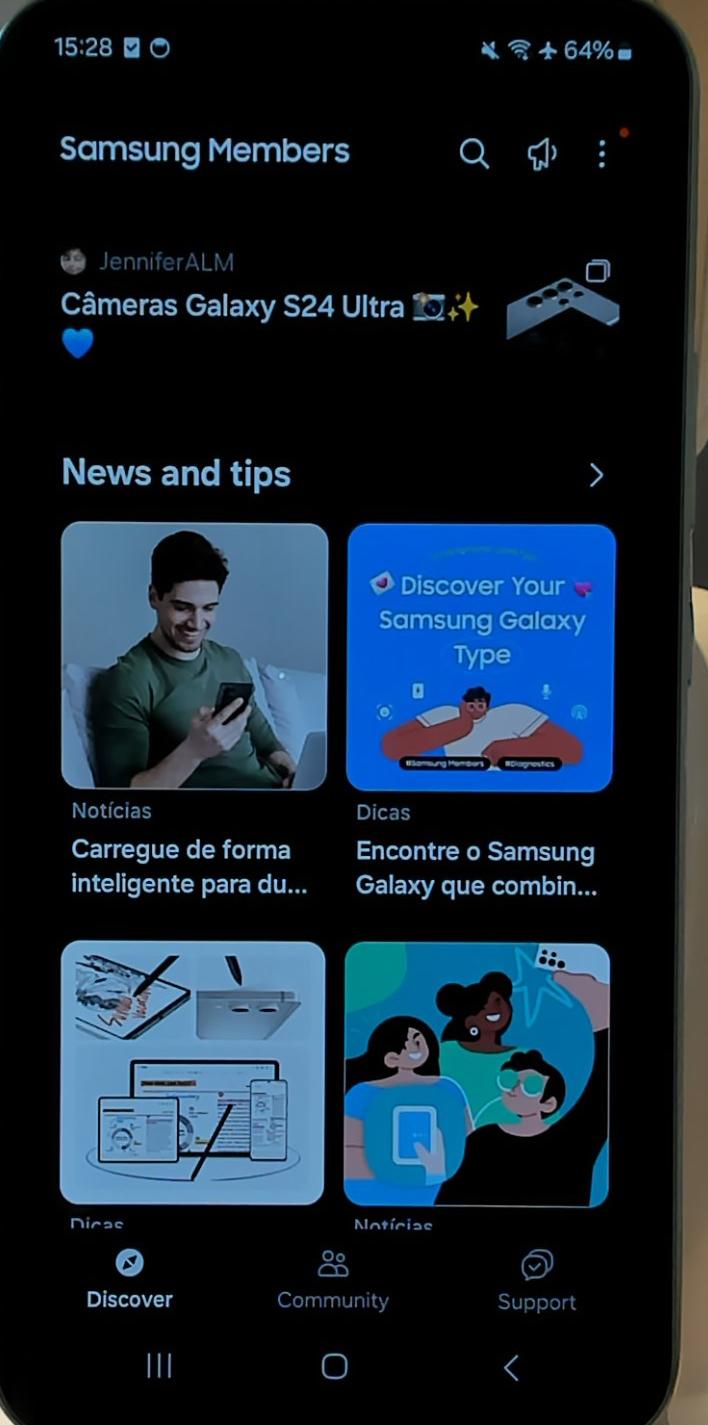 15:28
64%
Samsung Members
JenniferALM
Câmeras Galaxy S24 Ultra 📷✨
💙
News and tips
Discover Your
Samsung Galaxy
Type
#Samsung Members #Diagnostics
Notícias
Carregue de forma
inteligente para du...
Dicas
Encontre o Samsung
Galaxy que combin...
Dicas
Notícias
Discover
Community
Support